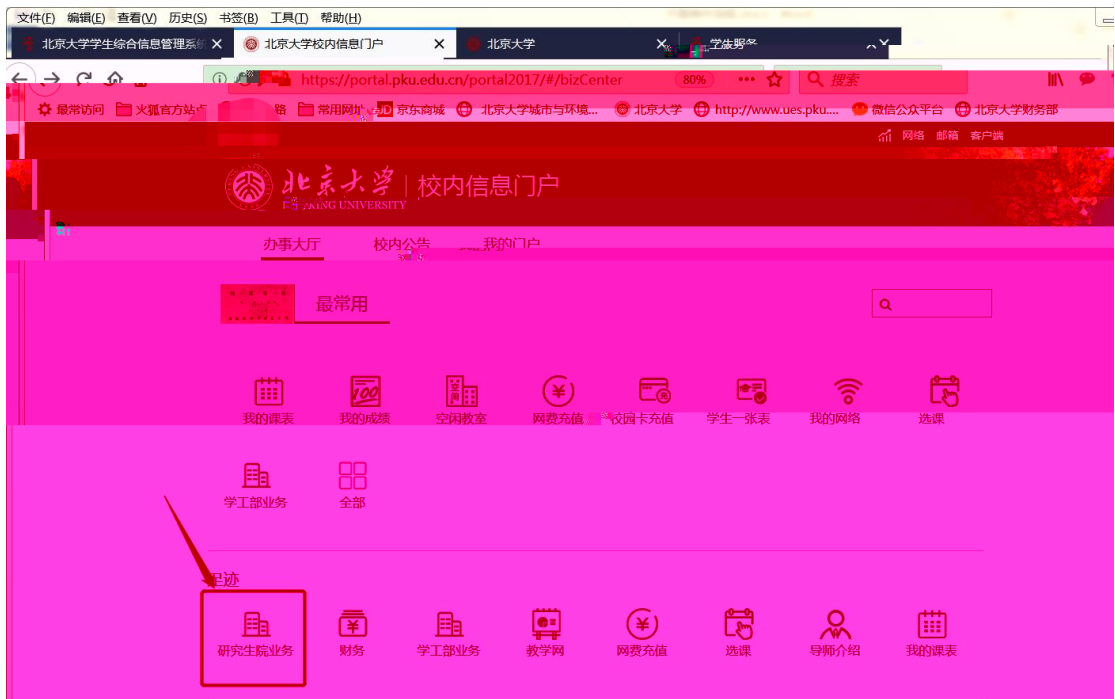 文件(F) 编辑(E) 查看(V) 历史(S) 书签(B) 工具(T) 帮助(H)
北京大学学生综合信息管理系统 北京大学校内信息门户 北京大学
https://portal.pku.edu.cn/portal2017/#/bizCenter 80% 搜索
最常访问 火狐官方站点 常用网址 京东商城 北京大学城市与环境... 北京大学 http://www.ues.pku.... 微信公众平台 北京大学财务部
网络 邮箱 客户端
北京大学 校内信息门户
办事大厅 校内公告 我的门户
最常用
我的课表 我的成绩 空闲教室 网费充值 校园卡充值 学生一张表 我的网络 选课
学工部业务 全部
足迹
研究生院业务 财务 学工部业务 教学网 网费充值 选课 导师介绍 我的课表